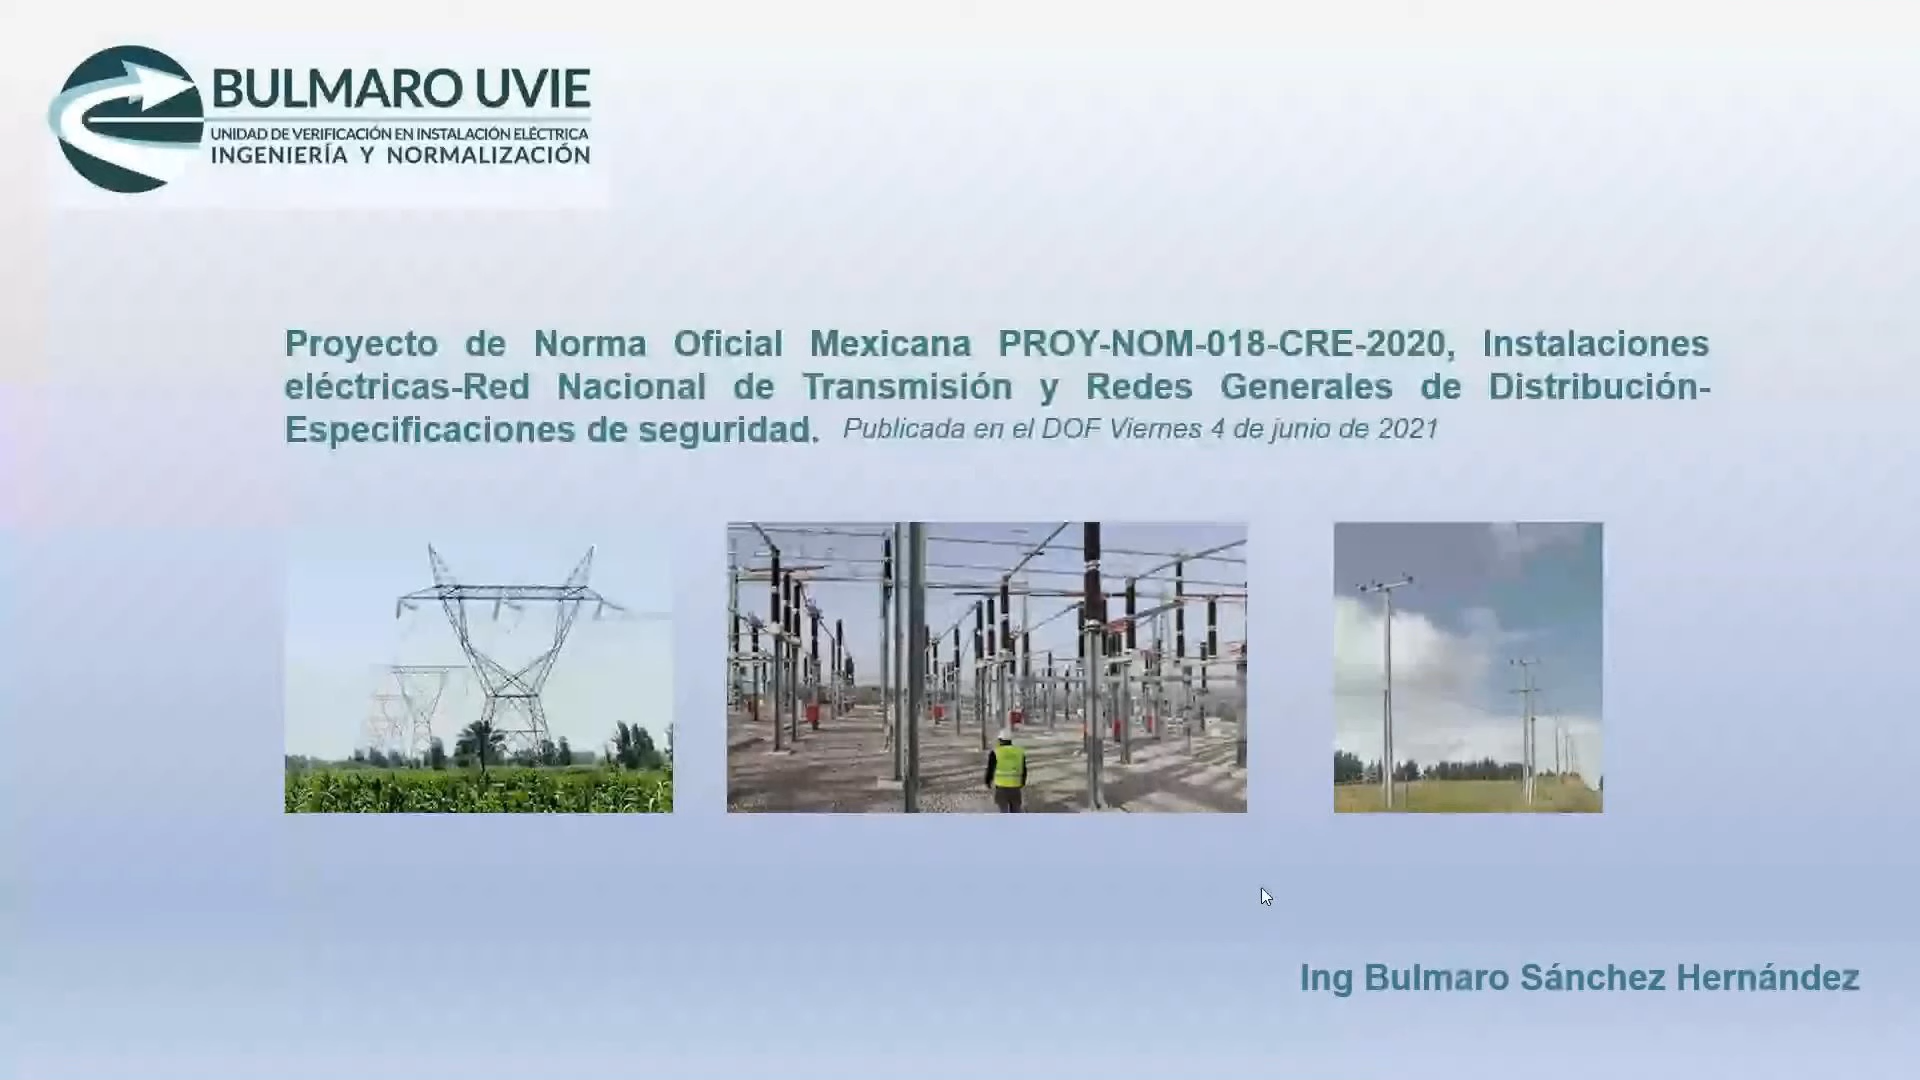 BULMARO UVIE
UNIDAD DE VERIFICACIÓN EN INSTALACIÓN ELÉCTRICA
INGENIERÍA Y NORMALIZACIÓN
Proyecto de Norma Oficial Mexicana PROY-NOM-018-CRE-2020, Instalaciones
eléctricas-Red Nacional de Transmisión y Redes Generales de Distribución-
Especificaciones de seguridad. Publicada en el DOF Viernes 4 de junio de 2021
Ing Bulmaro Sánchez Hernández